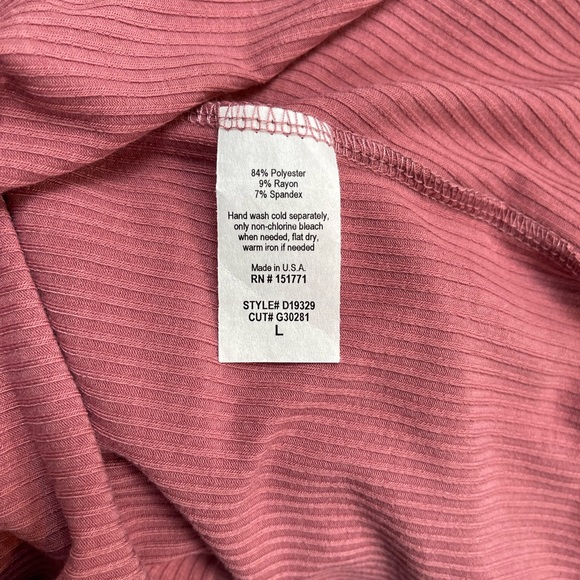 84% Polyester
9% Rayon
7% Spandex
Hand wash cold separately,
only non-chlorine bleach
when needed, flat dry,
warm iron if needed
Made in U.S.A.
RN # 151771
STYLE# D19329
CUT# G30281
L